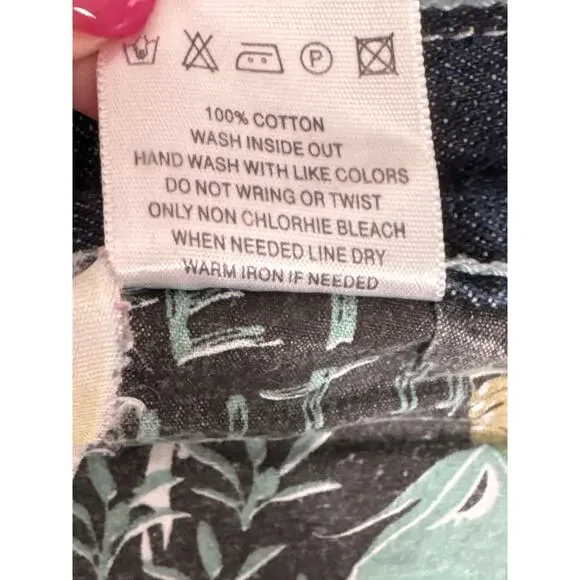 P
100% COTTON
WASH INSIDE OUT
HAND WASH WITH LIKE COLORS
DO NOT WRING OR TWIST
ONLY NON CHLORHIE BLEACH
WHEN NEEDED LINE DRY
WARM IRON IF NEEDED